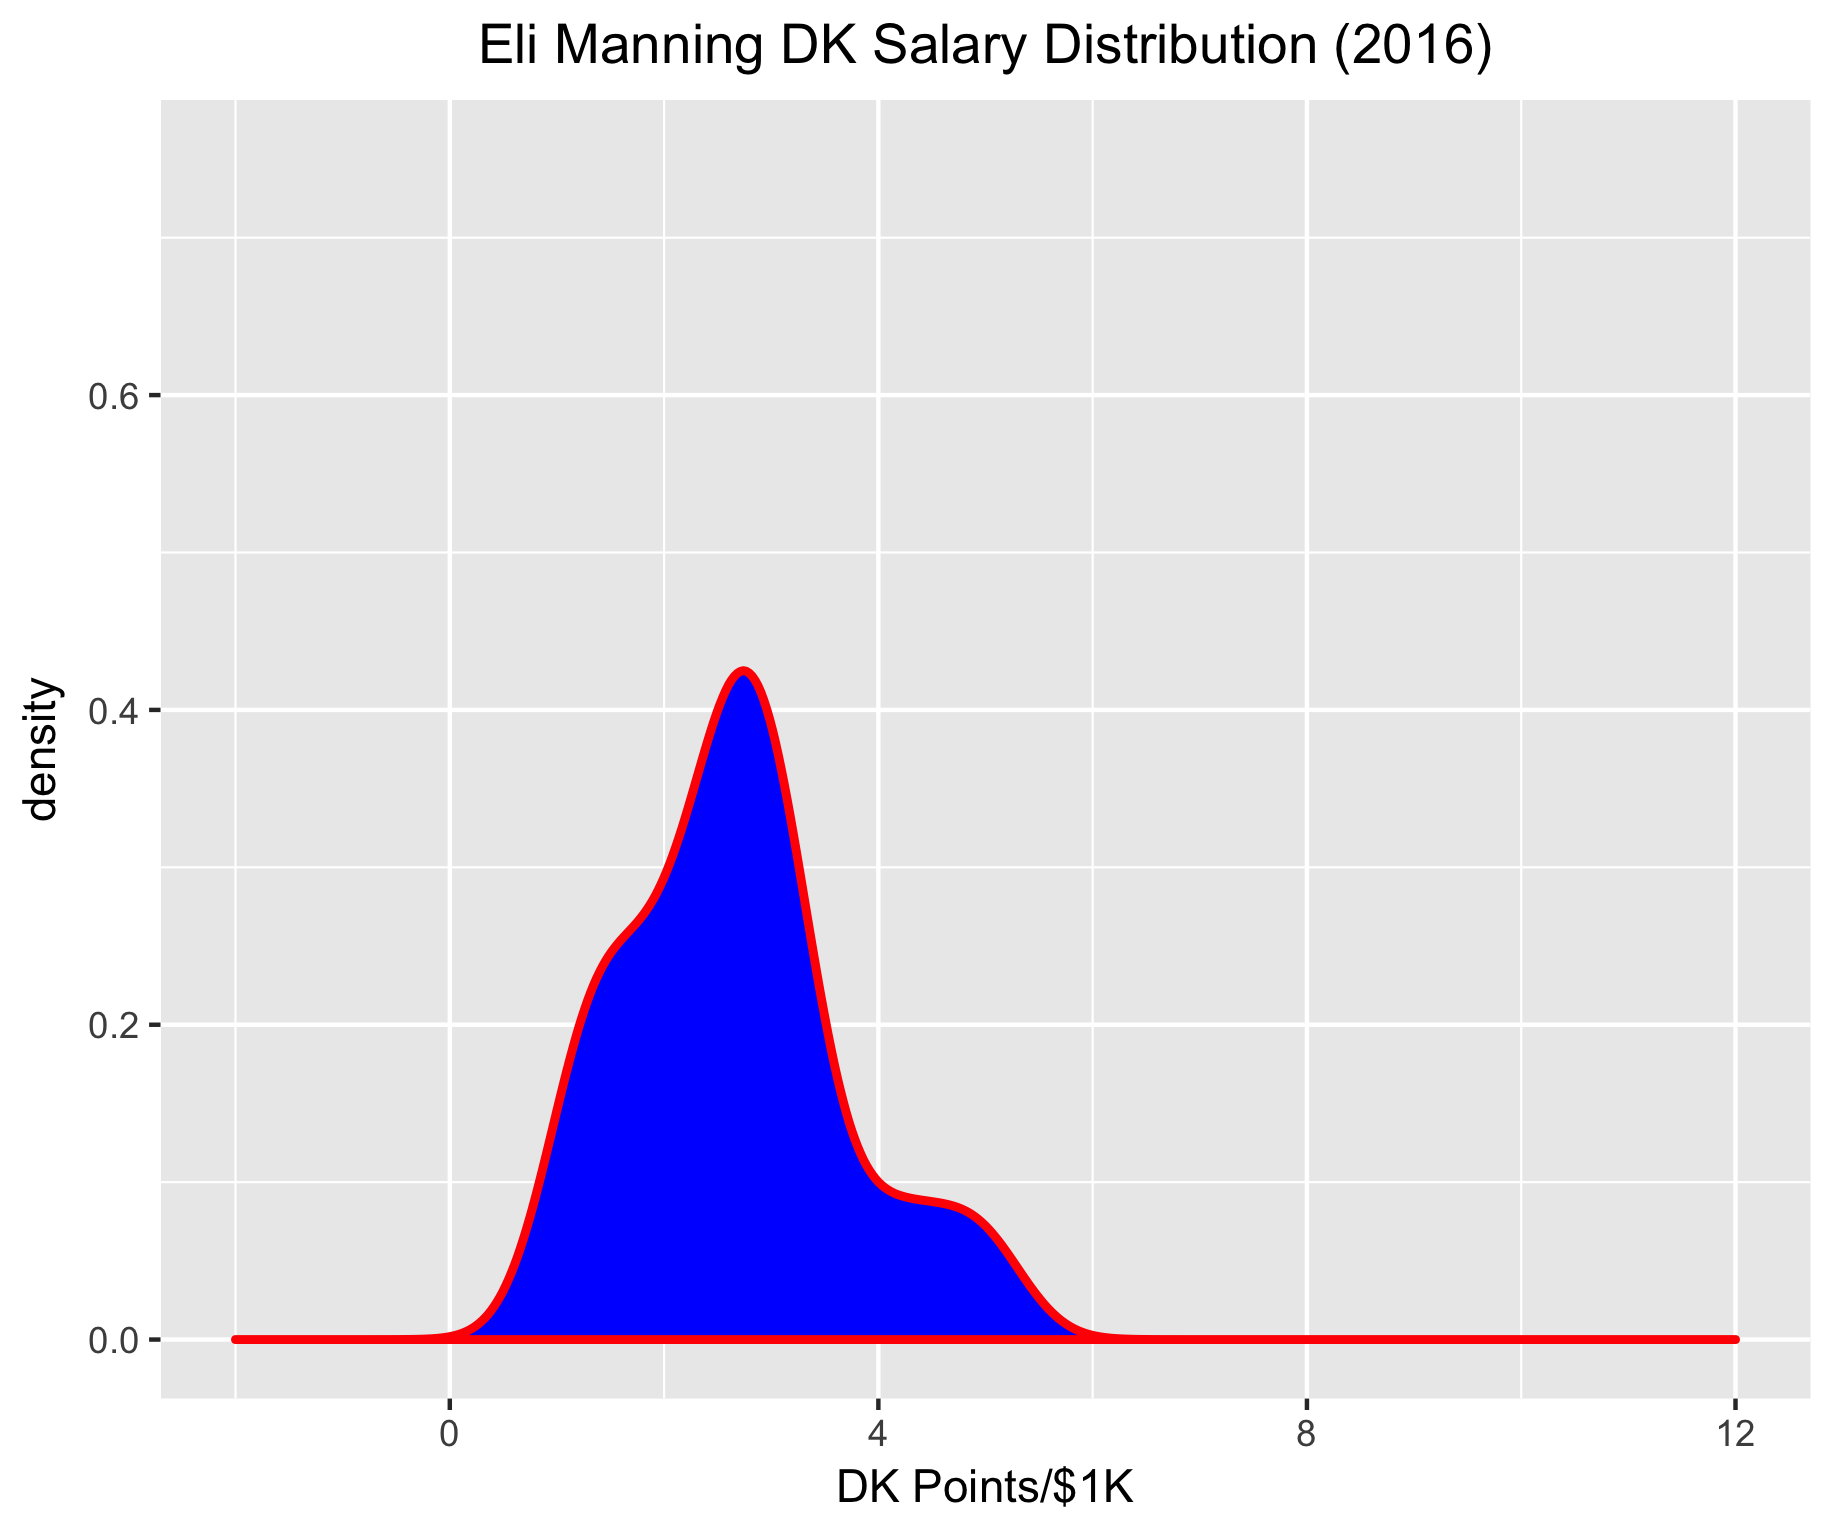 Eli Manning DK Salary Distribution (2016)
0.6
0.4
0.2
0.0
density
0 4 8 12
DK Points/$1K